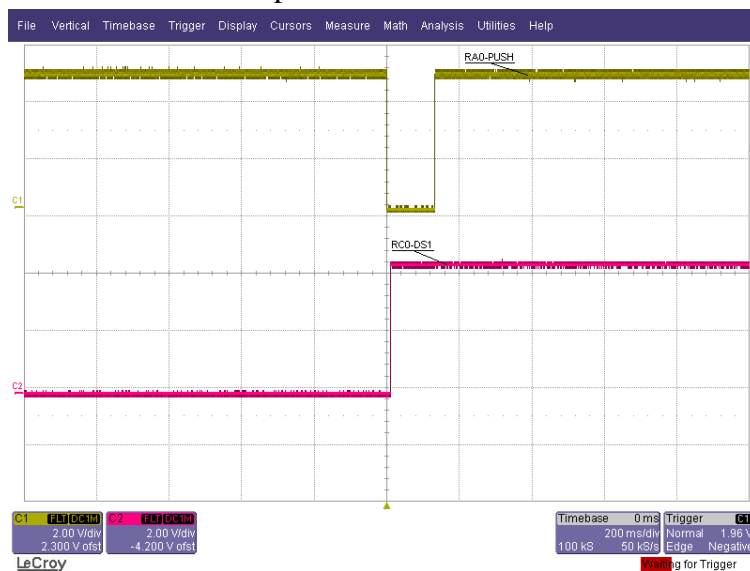 File Vertical Timebase Trigger Display Cursors Measure Math Analysis Utilities Help
RA0-PUSH
C1
RC0-DS1
C2
C1 FLT DC1M C2 FLT DC1M Timebase 0 ms Trigger C1
2.00 V/div 2.00 V/div 200 ms/div Normal 1.96 V
2.300 V ofst -4.200 V ofst 100 kS 50 kS/s Edge Negative
LeCroy Waiting for Trigger